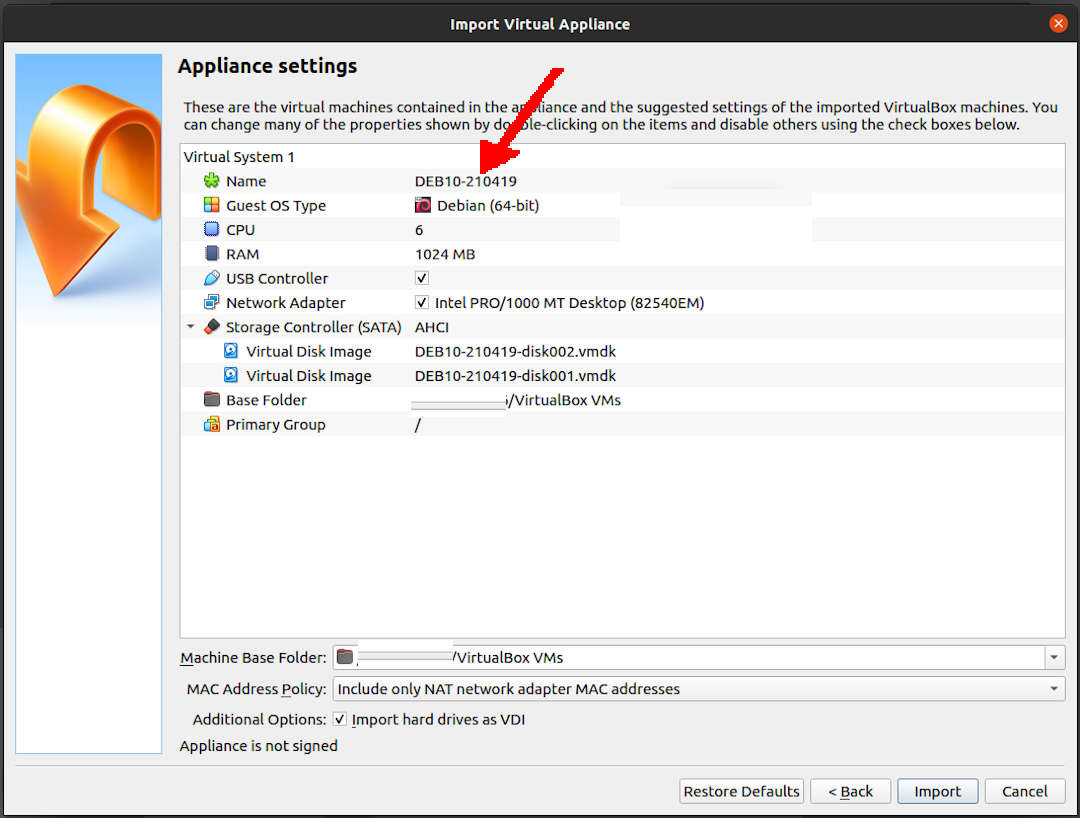 Import Virtual Appliance
Appliance settings
These are the virtual machines contained in the appliance and the suggested settings of the imported VirtualBox machines. You
can change many of the properties shown by double-clicking on the items and disable others using the check boxes below.
Virtual System 1
Name DEB10-210419
Guest OS Type Debian (64-bit)
CPU 6
RAM 1024 MB
USB Controller
Network Adapter Intel PRO/1000 MT Desktop (82540EM)
Storage Controller (SATA) AHCI
Virtual Disk Image DEB10-210419-disk002.vmdk
Virtual Disk Image DEB10-210419-disk001.vmdk
Base Folder /VirtualBox VMs
Primary Group /
Machine Base Folder: /VirtualBox VMs
MAC Address Policy: Include only NAT network adapter MAC addresses
Additional Options: Import hard drives as VDI
Appliance is not signed
Restore Defaults < Back Import Cancel